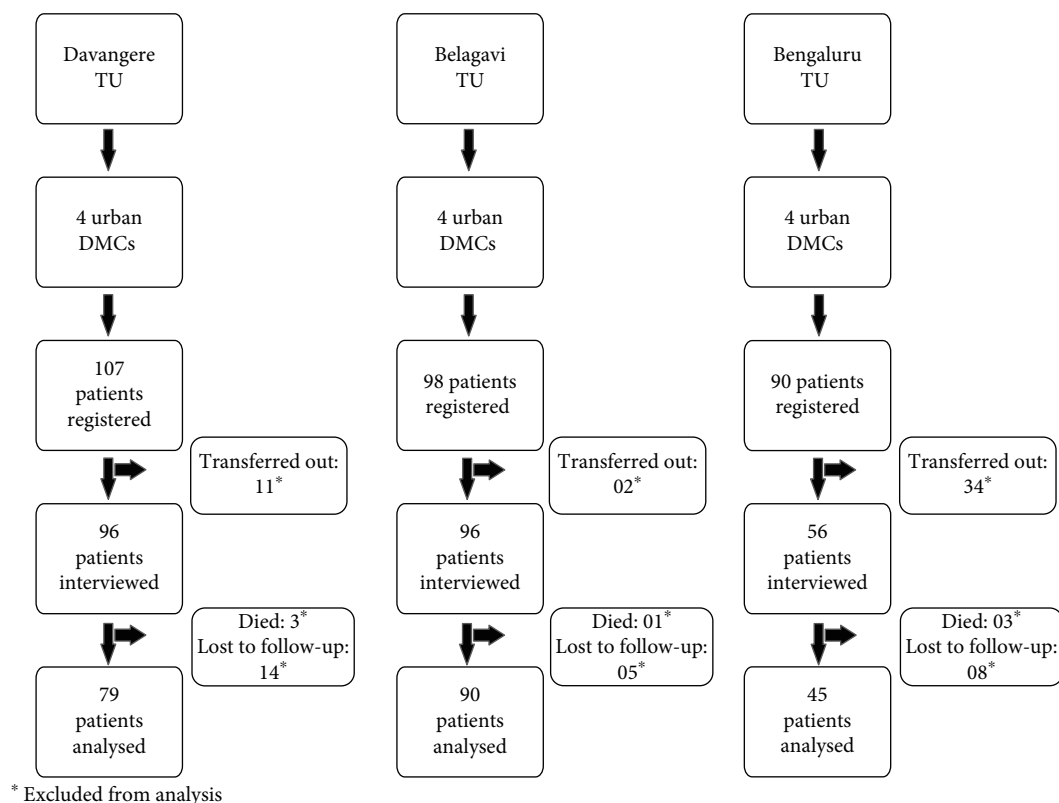 Davangere
TU
4 urban
DMCs
107
patients
registered
Transferred out:
11*
96
patients
interviewed
Died: 3*
Lost to follow-up:
14*
79
patients
analysed
Belagavi
TU
4 urban
DMCs
98 patients
registered
Transferred out:
02*
96
patients
interviewed
Died: 01*
Lost to follow-up:
05*
90
patients
analysed
Bengaluru
TU
4 urban
DMCs
90 patients
registered
Transferred out:
34*
56
patients
interviewed
Died: 03*
Lost to follow-up:
08*
45
patients
analysed
* Excluded from analysis